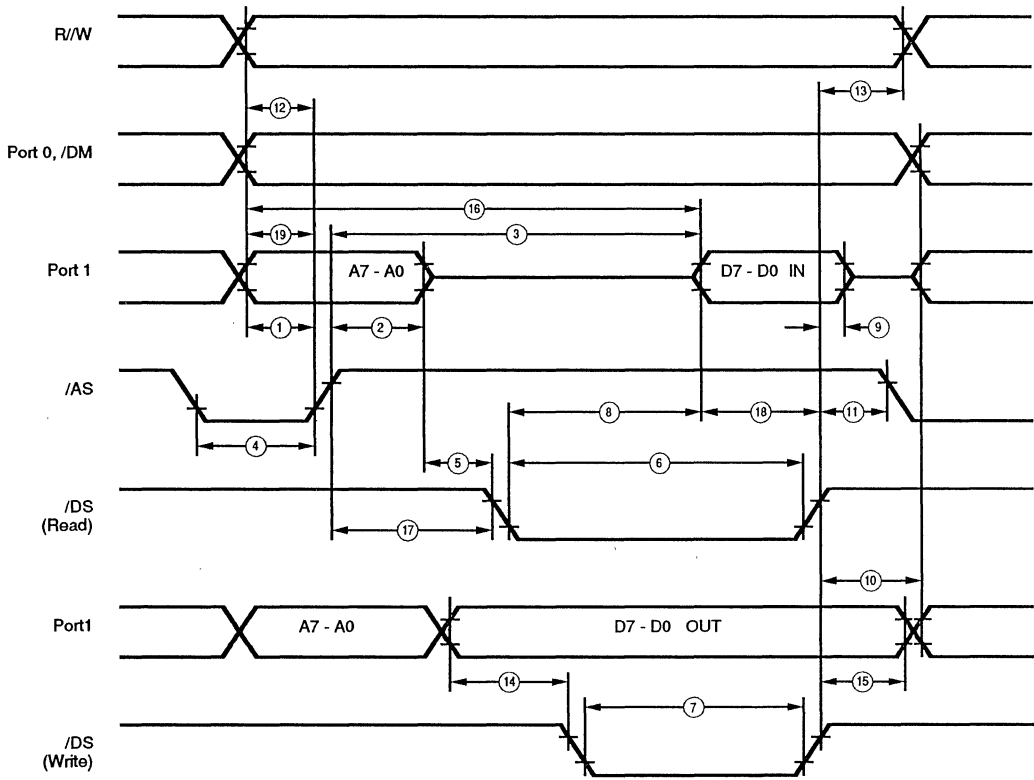 R//W
13
12
Port 0, /DM
16
19
3
Port 1
A7 - A0
D7 - D0 IN
1
2
9
/AS
8
18
11
4
5
6
/DS
(Read)
17
10
Port1
A7 - A0
D7 - D0 OUT
14
15
7
/DS
(Write)